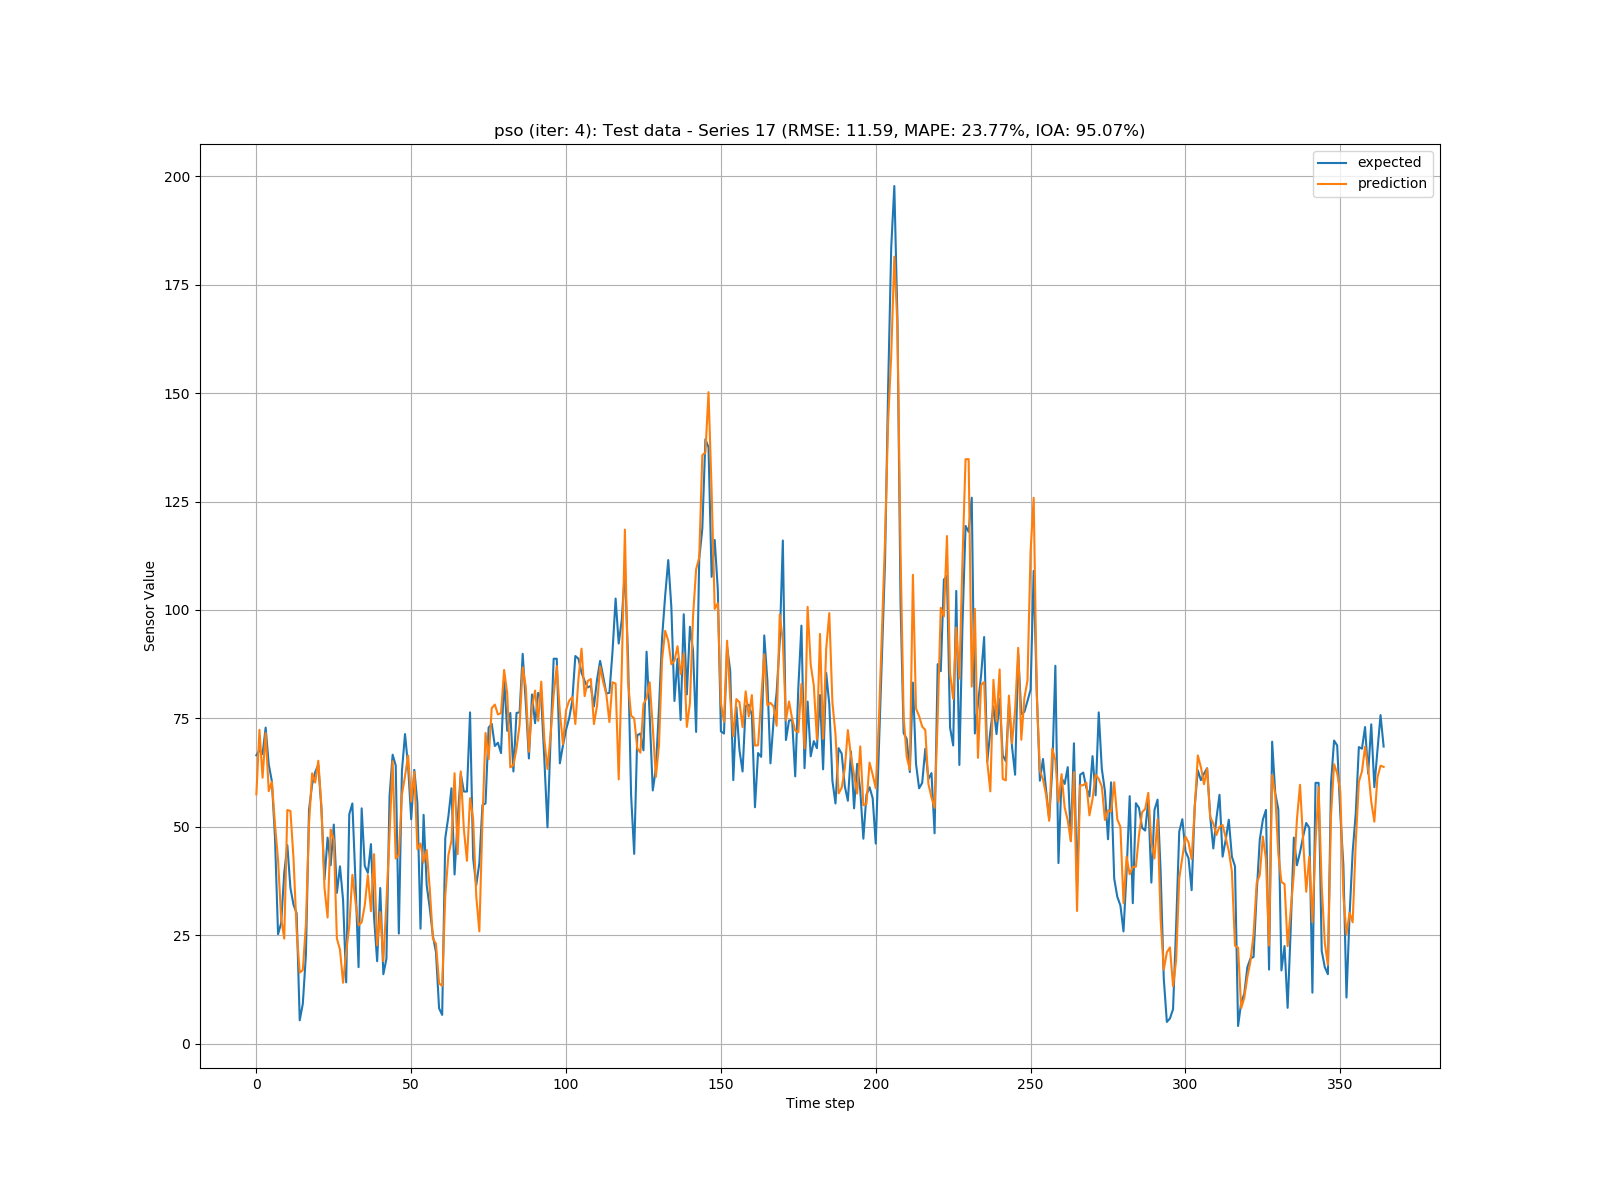 pso (iter: 4): Test data - Series 17 (RMSE: 11.59, MAPE: 23.77%, IOA: 95.07%)
expected
prediction
200
175
150
125
100
75
50
25
0
Sensor Value
0 50 100 150 200 250 300 350
Time step